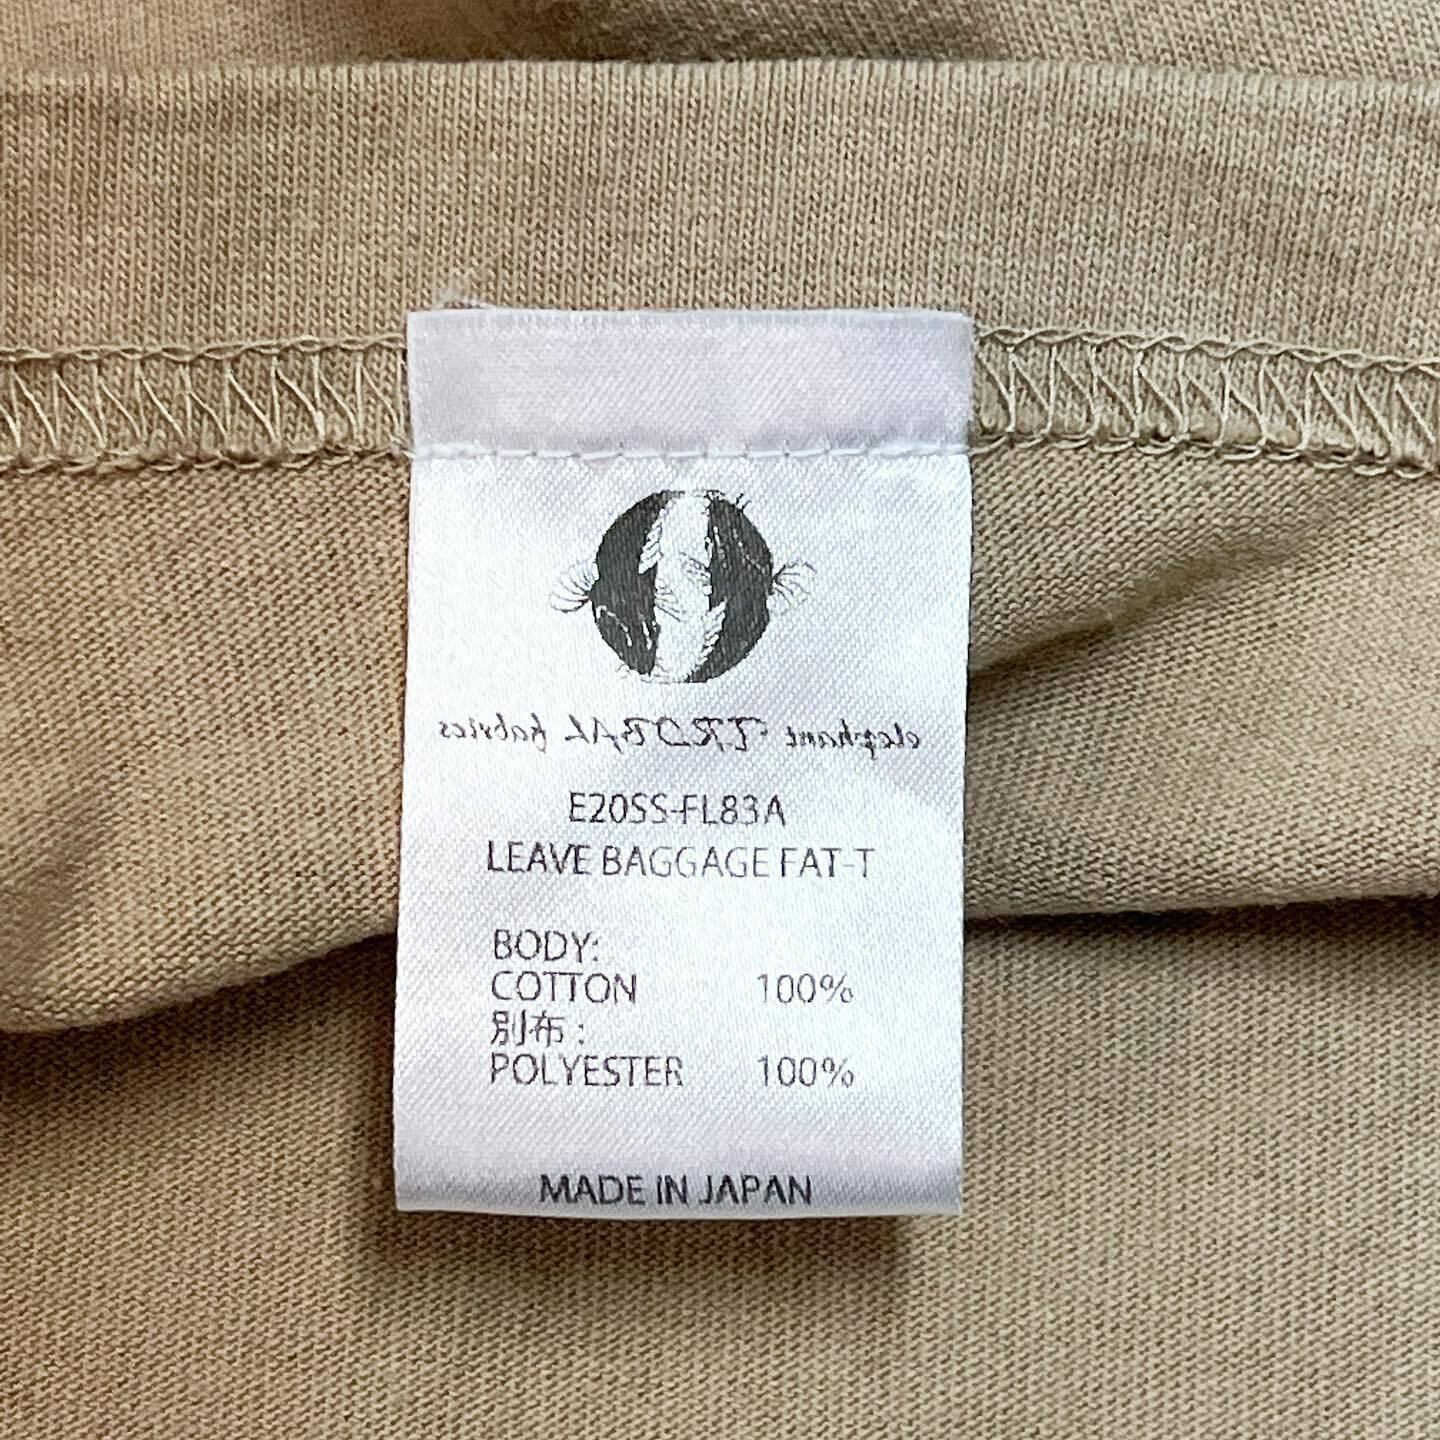 elephant TRIBAL fabrics
E20SS-FL83A
LEAVE BAGGAGE FAT-T
BODY:
COTTON 100%
別布 :
POLYESTER 100%
MADE IN JAPAN